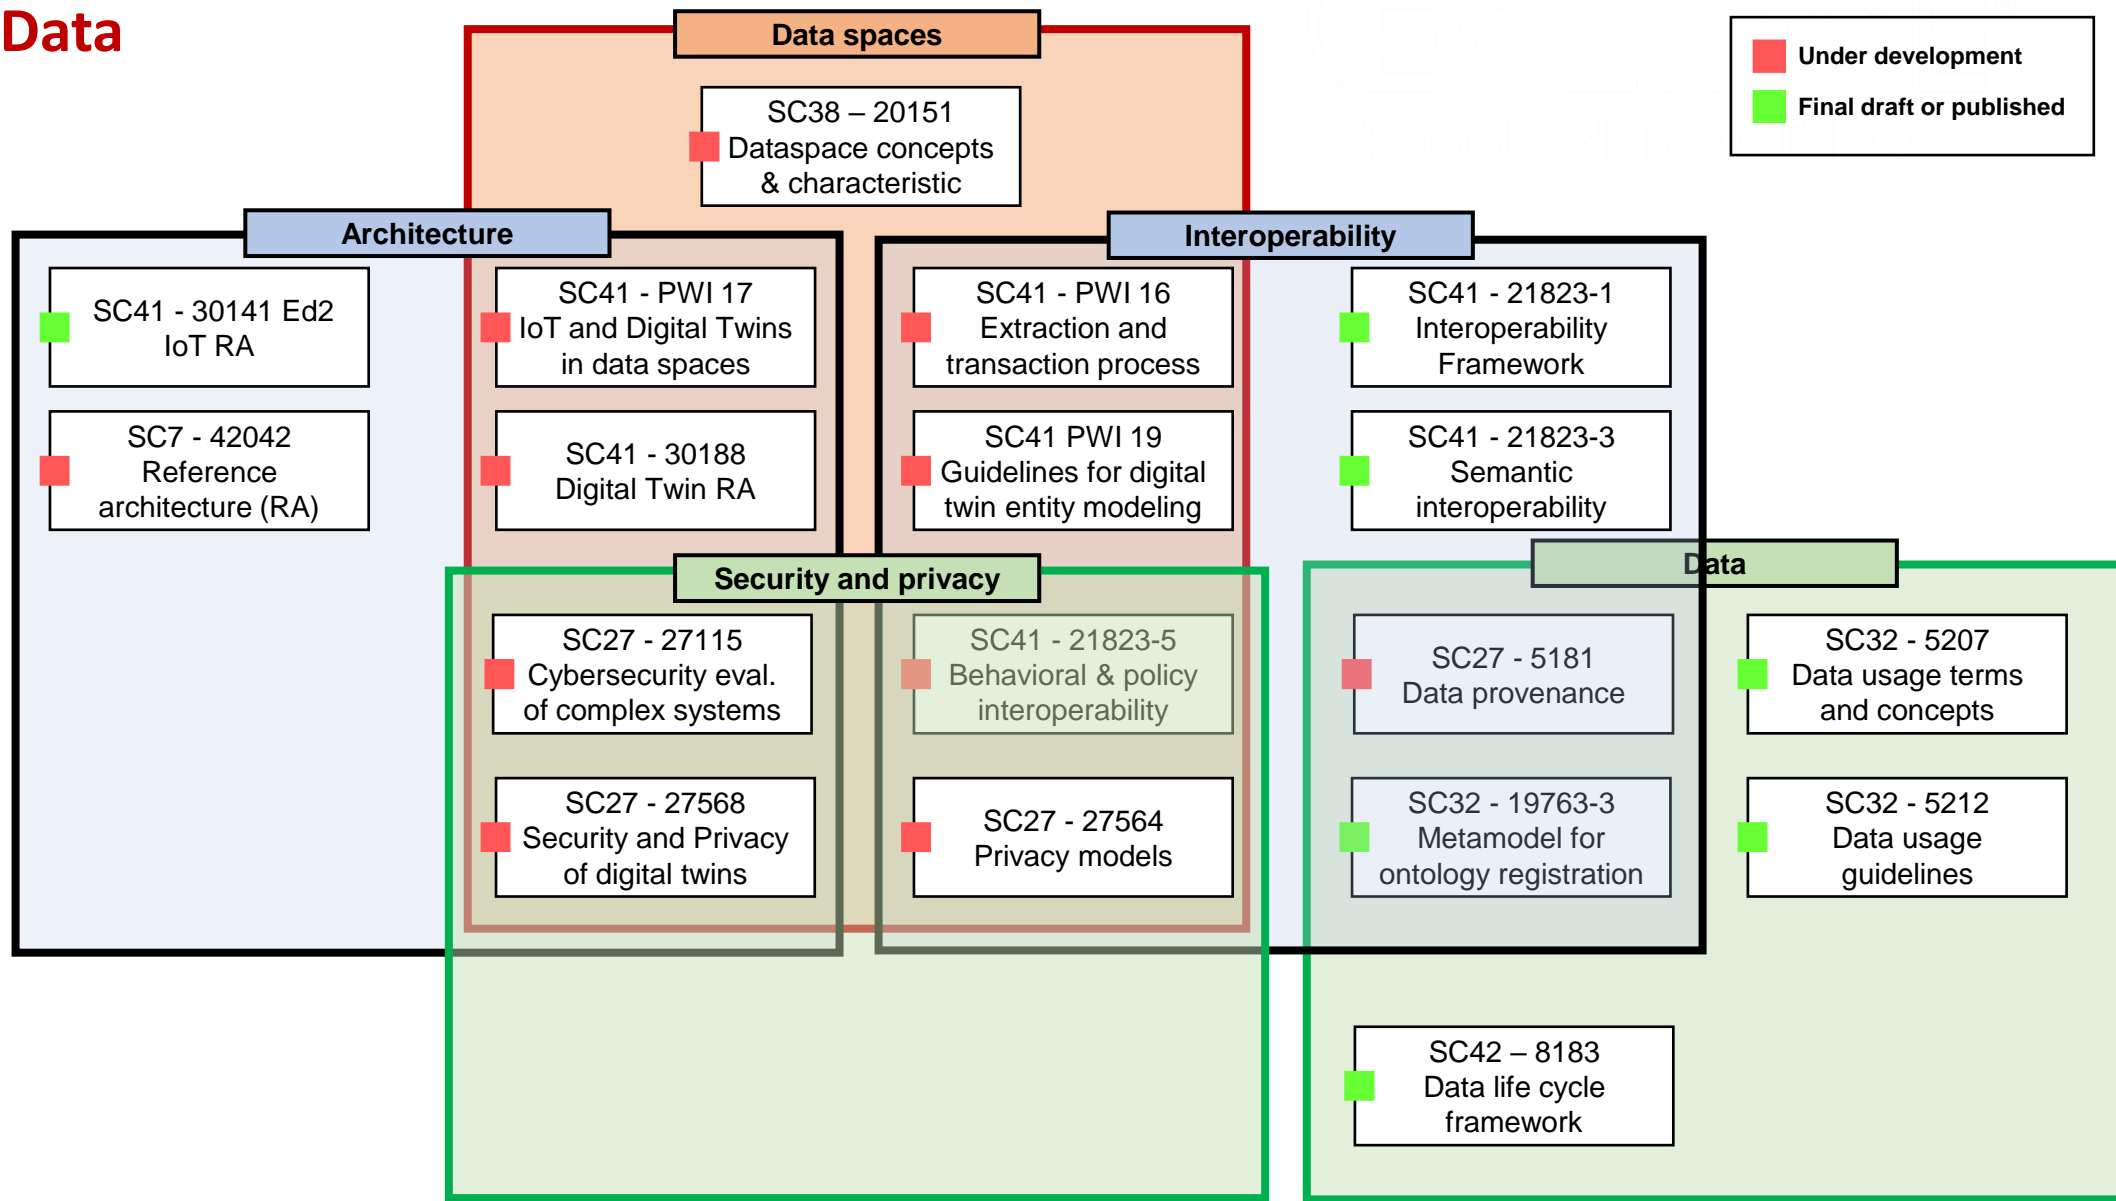 Data
Data spaces
Under development
Final draft or published
SC38 – 20151
Dataspace concepts
& characteristic
Architecture
Interoperability
SC41 - 30141 Ed2
IoT RA
SC41 - PWI 17
IoT and Digital Twins
in data spaces
SC41 - PWI 16
Extraction and
transaction process
SC41 - 21823-1
Interoperability
Framework
SC7 - 42042
Reference
architecture (RA)
SC41 - 30188
Digital Twin RA
SC41 PWI 19
Guidelines for digital
twin entity modeling
SC41 - 21823-3
Semantic
interoperability
Security and privacy
Data
SC27 - 27115
Cybersecurity eval.
of complex systems
SC41 - 21823-5
Behavioral & policy
interoperability
SC27 - 5181
Data provenance
SC32 - 5207
Data usage terms
and concepts
SC27 - 27568
Security and Privacy
of digital twins
SC27 - 27564
Privacy models
SC32 - 19763-3
Metamodel for
ontology registration
SC32 - 5212
Data usage
guidelines
SC42 – 8183
Data life cycle
framework